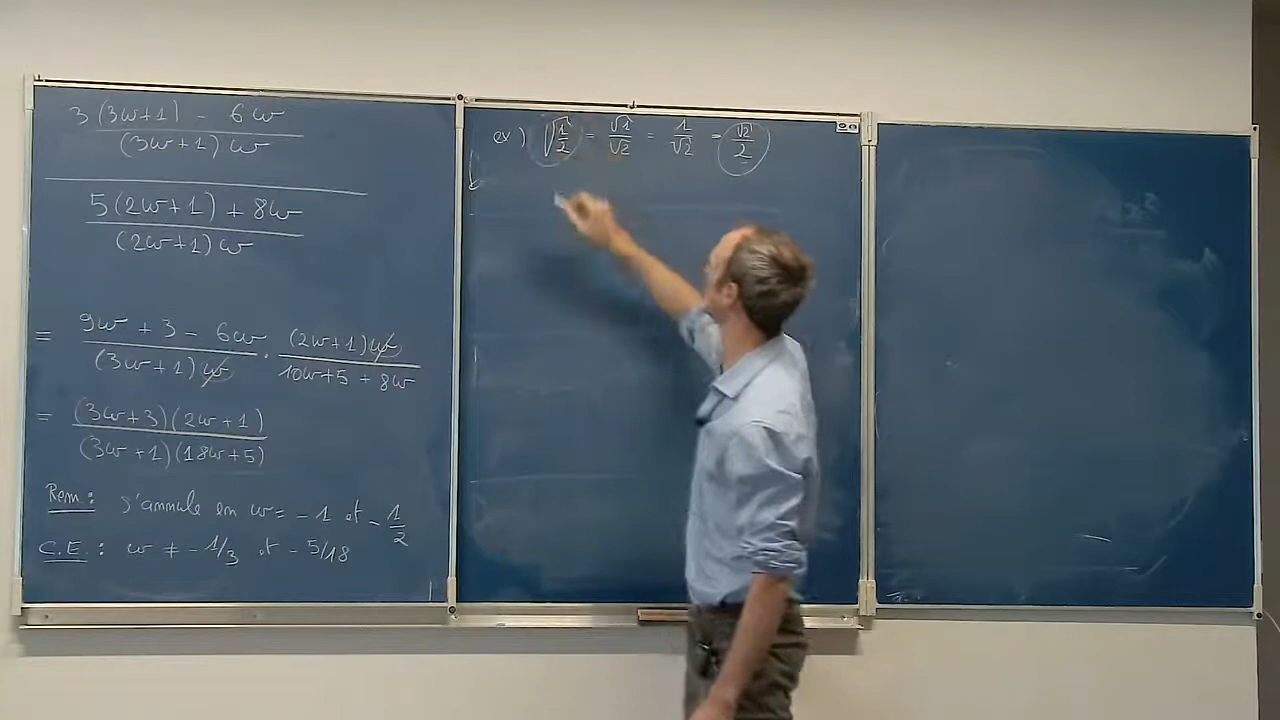 3(3w+1) - 6w
(3w+1)w
5(2w+1) + 8w
(2w+1)w
= 9w + 3 - 6w / (3w+1)w · (2w+1)w / 10w+5 + 8w
= (3w+3)(2w+1) / (3w+1)(18w+5)
Rem : s'annule en w = -1 et -1/2
C.E. : w ≠ -1/3 et -5/18
ex) √(1/2) = √1/√2 = 1/√2 = √2/2